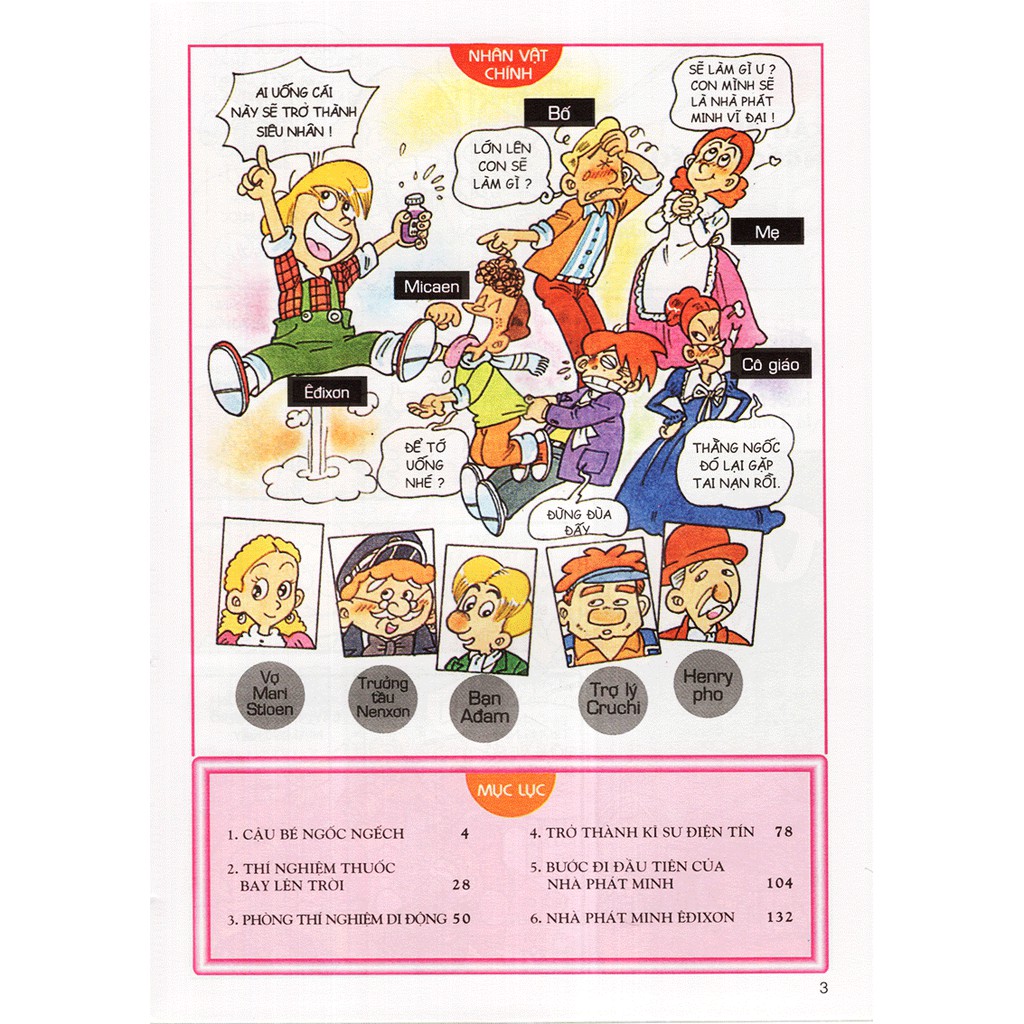 NHÂN VẬT
CHÍNH
AI UỐNG CÁI
NÀY SẼ TRỞ THÀNH
SIÊU NHÂN !
Bố
LỚN LÊN
CON SẼ
LÀM GÌ ?
SẼ LÀM GÌ Ư ?
CON MÌNH SẼ
LÀ NHÀ PHÁT
MINH VĨ ĐẠI !
Mẹ
Micaen
Êđixơn
Cô giáo
ĐỂ TỚ
UỐNG
NHÉ ?
ĐỪNG ĐÙA
ĐẤY
THẰNG NGỐC
ĐÓ LẠI GẶP
TAI NẠN RỒI.
Vợ
Mari
Stloen
Trưởng
tầu
Nenxơn
Bạn
Ađam
Trợ lý
Cruchi
Henry
pho
MỤC LỤC
1. CẬU BÉ NGỐC NGẾCH 4
2. THÍ NGHIỆM THUỐC
BAY LÊN TRỜI 28
3. PHÒNG THÍ NGHIỆM DI ĐỘNG 50
4. TRỞ THÀNH KĨ SƯ ĐIỆN TÍN 78
5. BƯỚC ĐI ĐẦU TIÊN CỦA
NHÀ PHÁT MINH 104
6. NHÀ PHÁT MINH ÊĐIXƠN 132
3